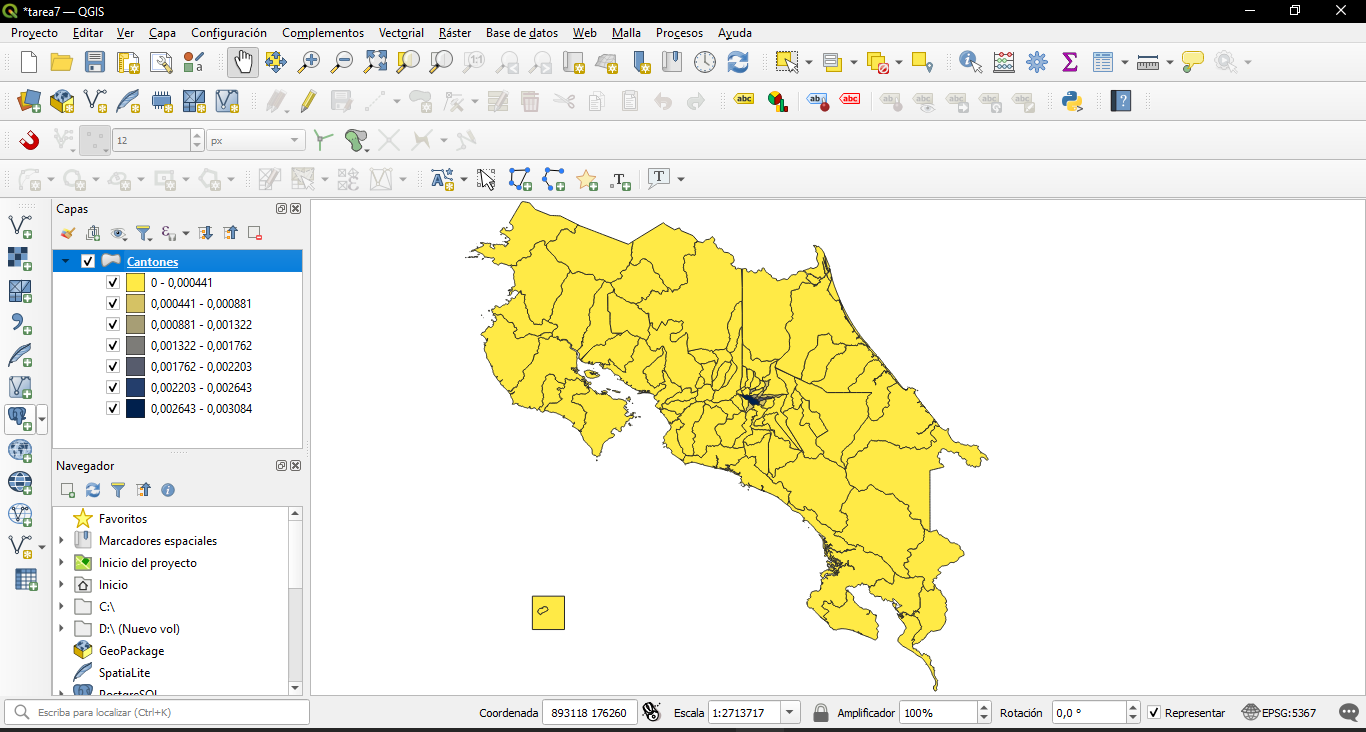 *tarea7 — QGIS
Proyecto Editar Ver Capa Configuración Complementos Vectorial Ráster Base de datos Web Malla Procesos Ayuda
abc abc abc
12 px
T
T
Capas
Cantones
0 - 0,000441
0,000441 - 0,000881
0,000881 - 0,001322
0,001322 - 0,001762
0,001762 - 0,002203
0,002203 - 0,002643
0,002643 - 0,003084
Navegador
Favoritos
Marcadores espaciales
Inicio del proyecto
Inicio
C:\
D:\ (Nuevo vol)
GeoPackage
SpatiaLite
PostgreSQL
Escriba para localizar (Ctrl+K) Coordenada 893118 176260 Escala 1:2713717 Amplificador 100% Rotación 0,0 ° Representar EPSG:5367